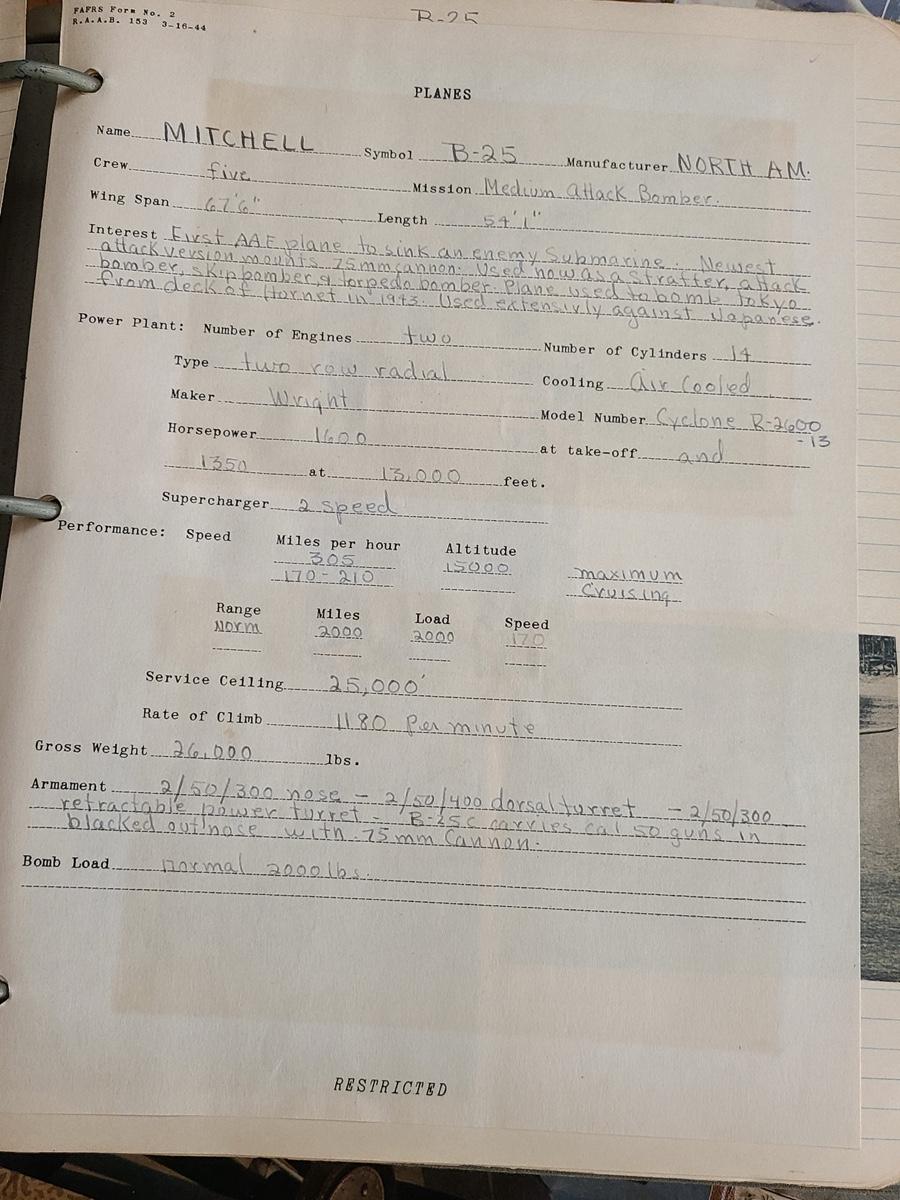 FAFRS Form No. 2
R.A.A.B. 153 3-16-44
B-25
PLANES
Name MITCHELL Symbol B-25 Manufacturer NORTH AM.
Crew five Mission Medium Attack Bomber.
Wing Span 67'6" Length 54'1"
Interest First AAF plane to sink an enemy Submarine. Newest
attack version mounts 75mm cannon. Used now as a straffer, attack
bomber, skip bomber & torpedo bomber. Plane used to bomb Tokyo
from deck of Hornet in 1943. Used extensivly against Japanese.
Power Plant: Number of Engines two Number of Cylinders 14
Type two row radial Cooling Air Cooled
Maker Wright Model Number Cyclone R-2600
-13
Horsepower 1600 at take-off and
1350 at 13,000 feet.
Supercharger 2 speed
Performance: Speed Miles per hour Altitude
305 15000 maximum
170-210 Cruising
Range Miles Load Speed
Norm 2000 2000 170
Service Ceiling 25,000'
Rate of Climb 1180 Per minute
Gross Weight 26,000 lbs.
Armament 2/50/300 nose - 2/50/400 dorsal turret - 2/50/300
retractable power turret - B-25C carries cal 50 guns in
blacked out nose with 75mm Cannon.
Bomb Load Normal 2000 lbs.
RESTRICTED